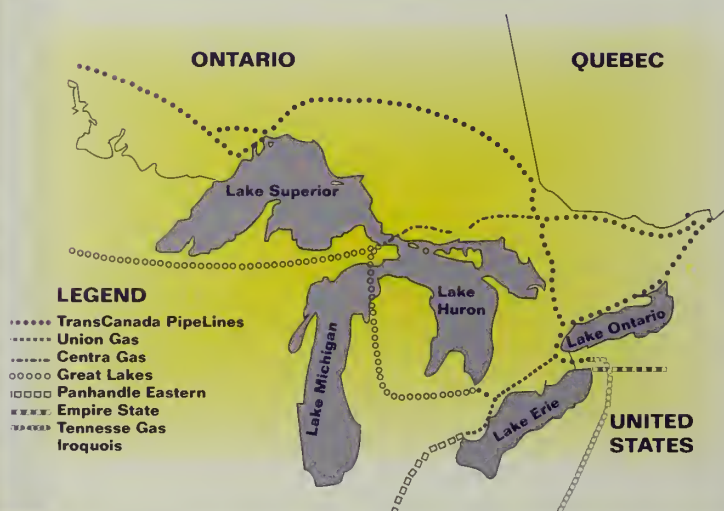 ONTARIO
QUEBEC
Lake Superior
Lake
Huron
Lake Michigan
Lake Ontario
Lake Erie
UNITED
STATES
LEGEND
TransCanada PipeLines
Union Gas
Centra Gas
Great Lakes
Panhandle Eastern
Empire State
Tennesse Gas
Iroquois